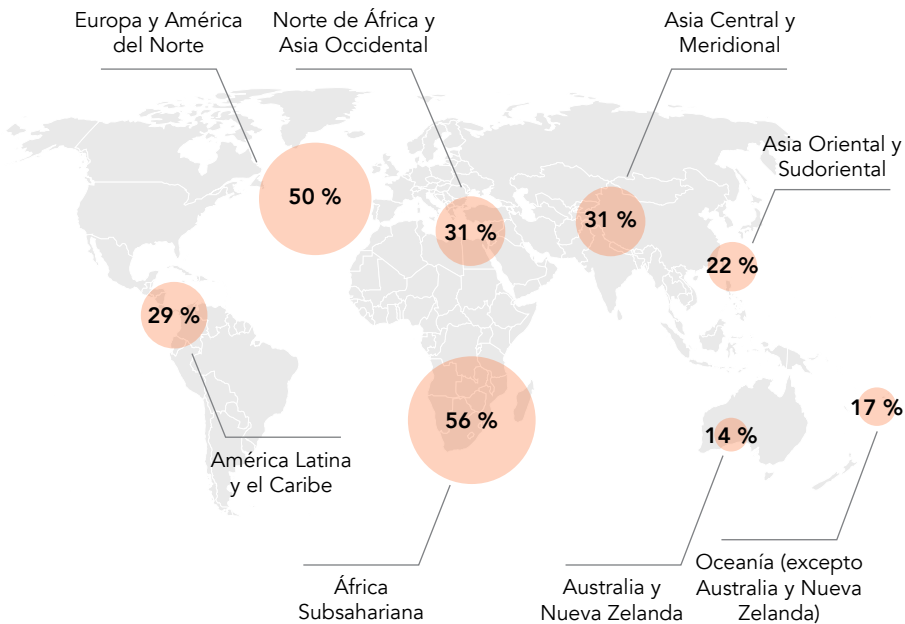 Europa y América
del Norte
Norte de África y
Asia Occidental
Asia Central y
Meridional
Asia Oriental y
Sudoriental
50 %
31 %
31 %
22 %
29 %
56 %
14 %
17 %
América Latina
y el Caribe
África
Subsahariana
Australia y
Nueva Zelanda
Oceanía (excepto
Australia y Nueva
Zelanda)